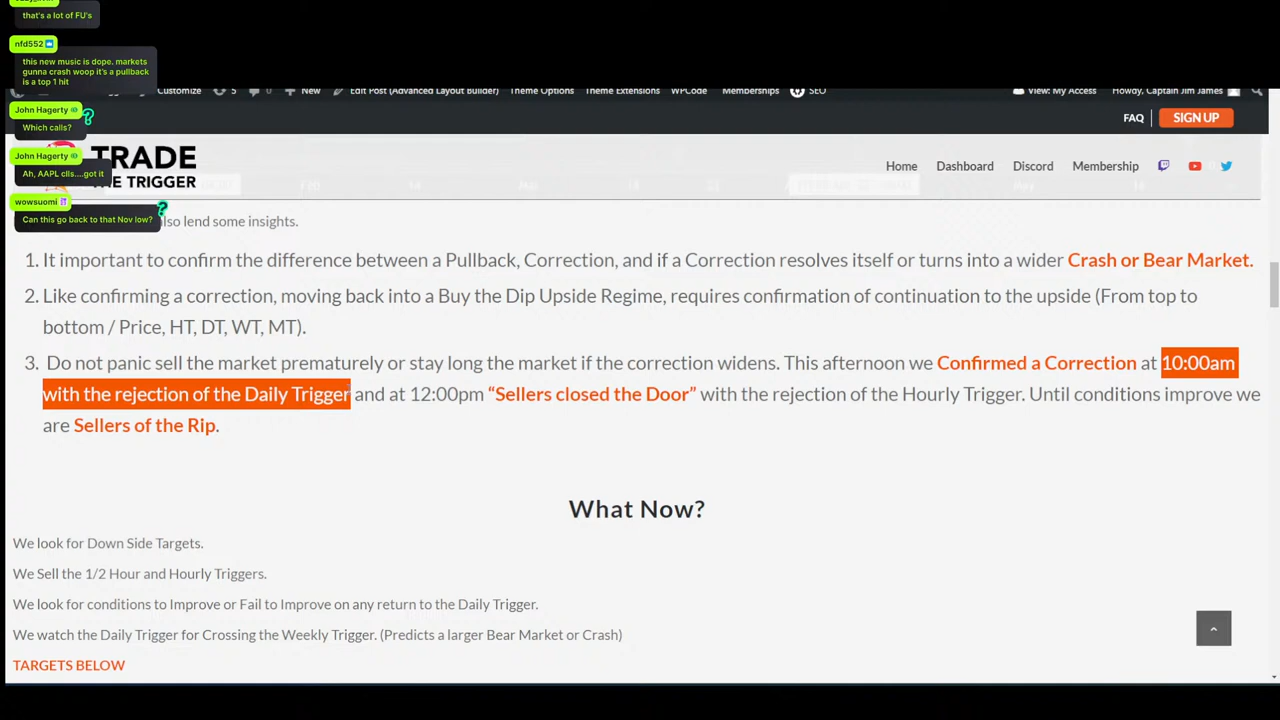 that's a lot of FU's
nfd552
this new music is dope. markets
gunna crash woop it's a pullback
is a top 1 hit
John Hagerty
Which calls?
John Hagerty
Ah, AAPL clls....got it
wowsuomi
Can this go back to that Nov low?
Customize 5 0 New Edit Post (Advanced Layout Builder) Theme Options Theme Extensions WPCode Memberships SEO View: My Access Howdy, Captain Jim James
FAQ SIGN UP
TRADE
THE TRIGGER
Home Dashboard Discord Membership
also lend some insights.
1. It important to confirm the difference between a Pullback, Correction, and if a Correction resolves itself or turns into a wider Crash or Bear Market.
2. Like confirming a correction, moving back into a Buy the Dip Upside Regime, requires confirmation of continuation to the upside (From top to
bottom / Price, HT, DT, WT, MT).
3. Do not panic sell the market prematurely or stay long the market if the correction widens. This afternoon we Confirmed a Correction at 10:00am
with the rejection of the Daily Trigger and at 12:00pm “Sellers closed the Door” with the rejection of the Hourly Trigger. Until conditions improve we
are Sellers of the Rip.
What Now?
We look for Down Side Targets.
We Sell the 1/2 Hour and Hourly Triggers.
We look for conditions to Improve or Fail to Improve on any return to the Daily Trigger.
We watch the Daily Trigger for Crossing the Weekly Trigger. (Predicts a larger Bear Market or Crash)
TARGETS BELOW